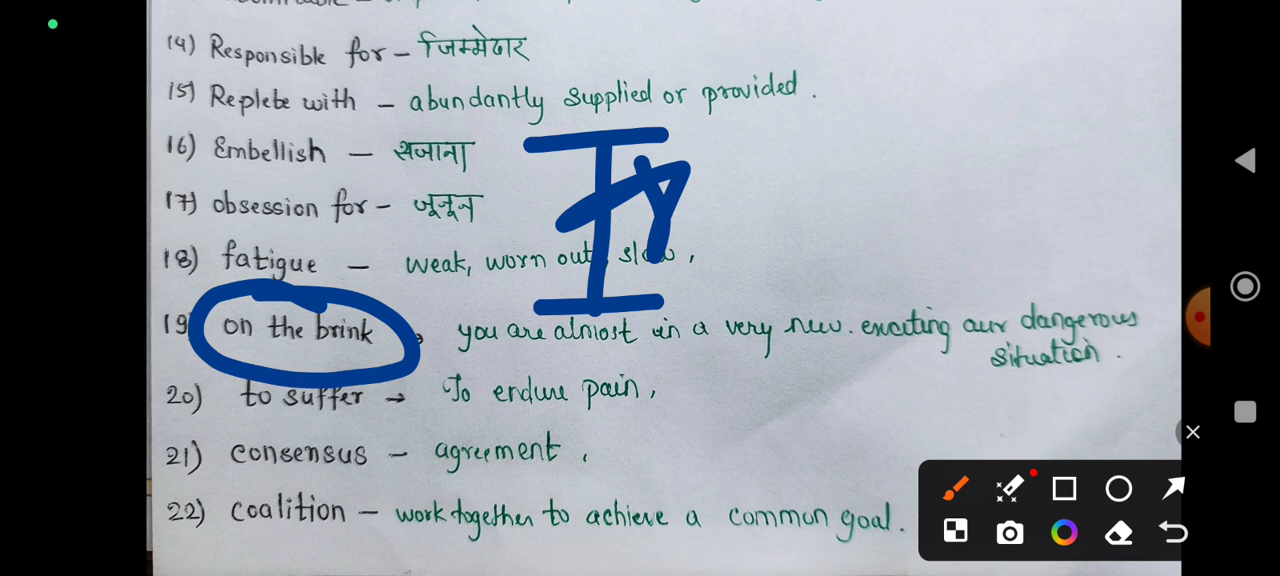 14) Responsible for - जिम्मेदार
15) Replete with - abundantly supplied or provided.
16) Embellish - सजाना
17) obsession for - जूनून
18) fatigue - weak, worn out, slow,
19) on the brink → you are almost in a very new. exciting our dangerous
situation.
20) to suffer → To endure pain,
21) consensus - agreement,
22) coalition - work together to achieve a common goal.